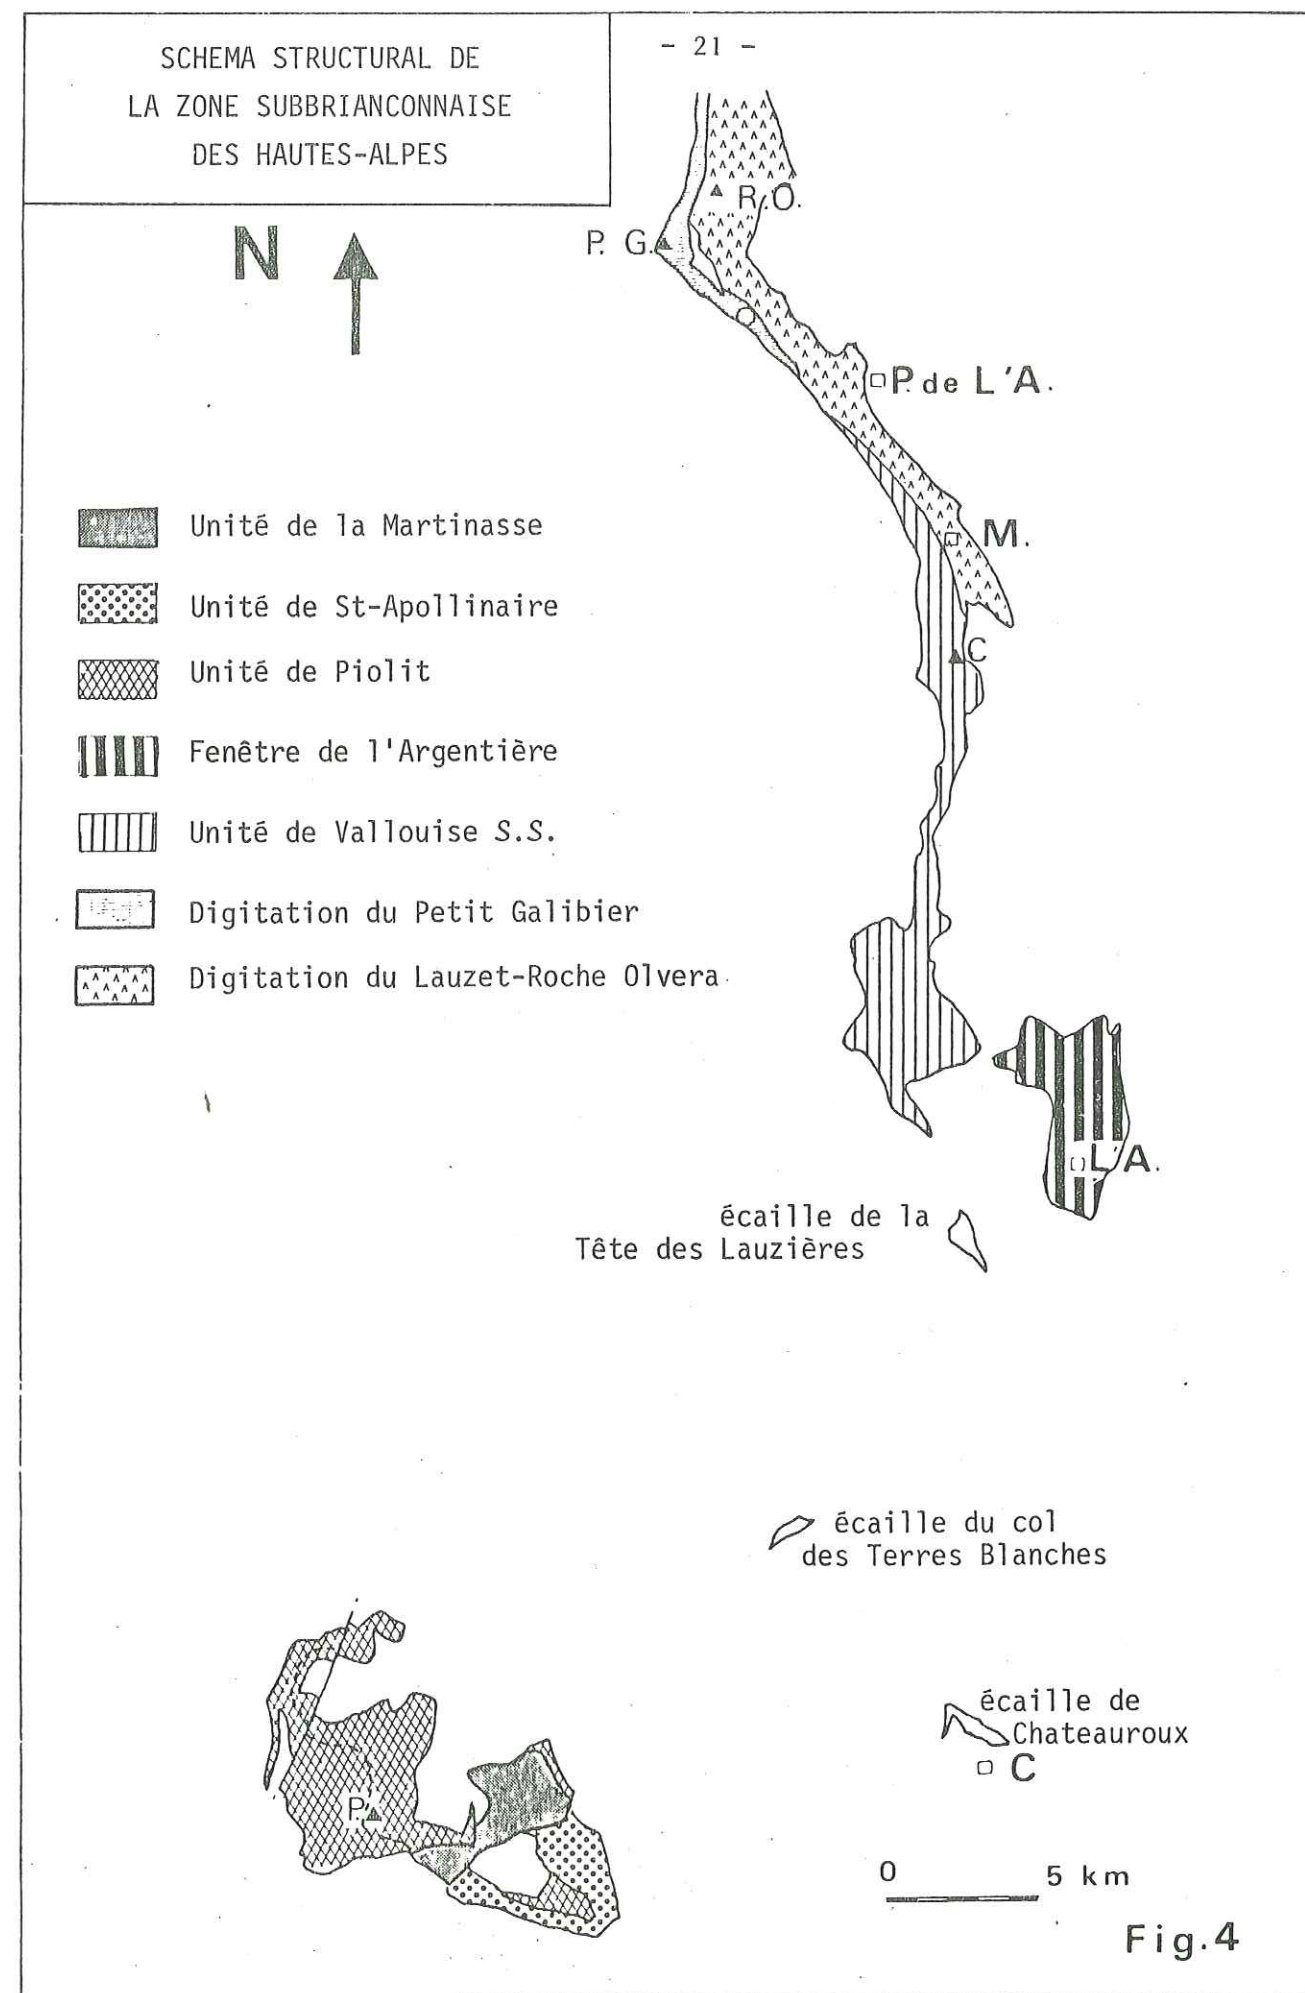 SCHEMA STRUCTURAL DE
LA ZONE SUBBRIANCONNAISE
DES HAUTES-ALPES
- 21 -
N
R.O.
P. G.
P. de L'A.
M.
C
Unité de la Martinasse
Unité de St-Apollinaire
Unité de Piolit
Fenêtre de l'Argentière
Unité de Vallouise S.S.
Digitation du Petit Galibier
Digitation du Lauzet-Roche Olvera
L'A.
écaille de la
Tête des Lauzières
écaille du col
des Terres Blanches
écaille de
Chateauroux
C
P.
0 5 km
Fig.4